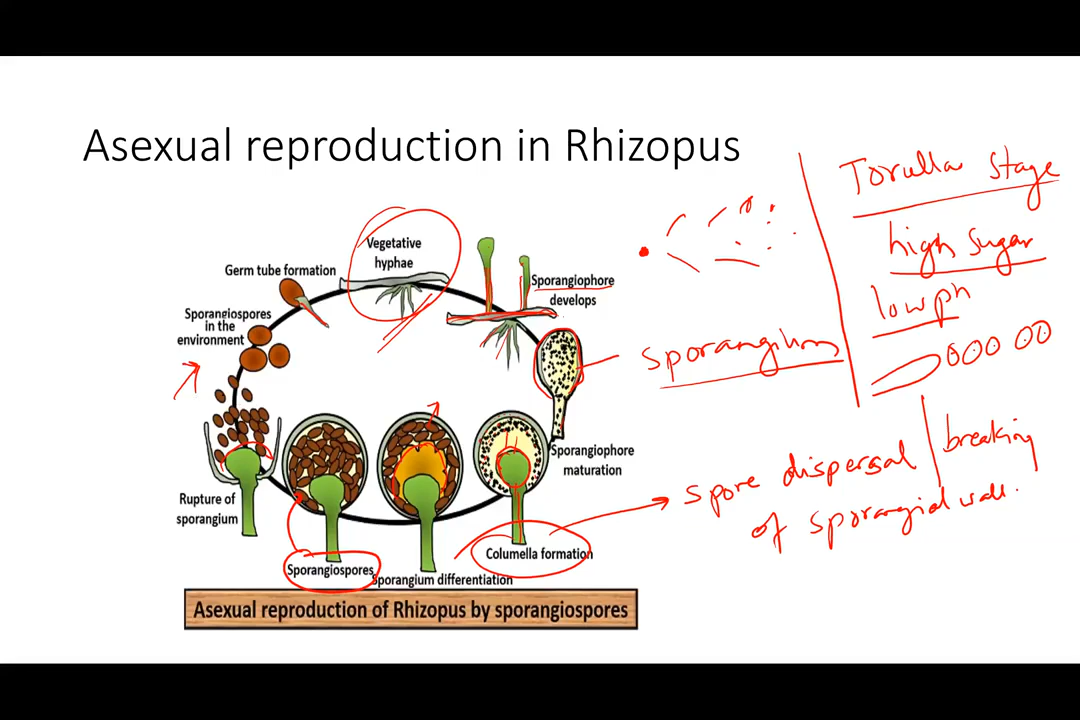 Asexual reproduction in Rhizopus
Vegetative
hyphae
Germ tube formation
Sporangiospores
in the
environment
Sporangiophore
develops
Sporangiophore
maturation
Columella formation
Sporangium differentiation
Sporangiospores
Rupture of
sporangium
Asexual reproduction of Rhizopus by sporangiospores
Torulla stage
high sugar
low ph
sporangium
spore dispersal
breaking
of sporangial wall.